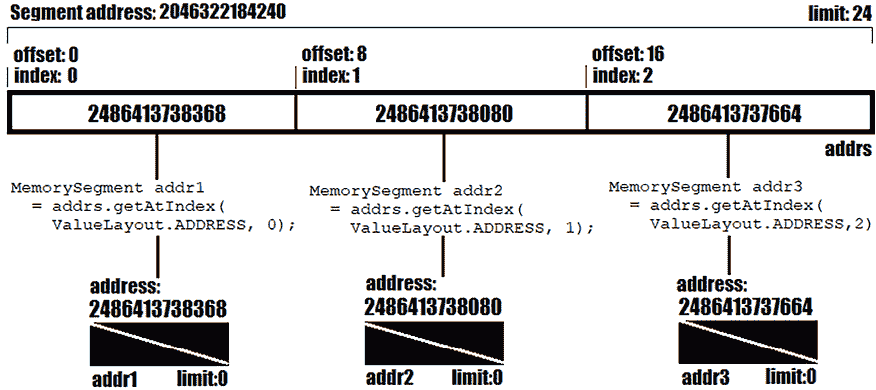 Segment address: 2046322184240 limit: 24
offset: 0 offset: 8 offset: 16
index: 0 index: 1 index: 2
2486413738368 2486413738080 2486413737664
addrs
MemorySegment addr1
= addrs.getAtIndex(
ValueLayout.ADDRESS, 0);
MemorySegment addr2
= addrs.getAtIndex(
ValueLayout.ADDRESS, 1);
MemorySegment addr3
= addrs.getAtIndex(
ValueLayout.ADDRESS,2)
address:
2486413738368
addr1 limit:0
address:
2486413738080
addr2 limit:0
address:
2486413737664
addr3 limit:0